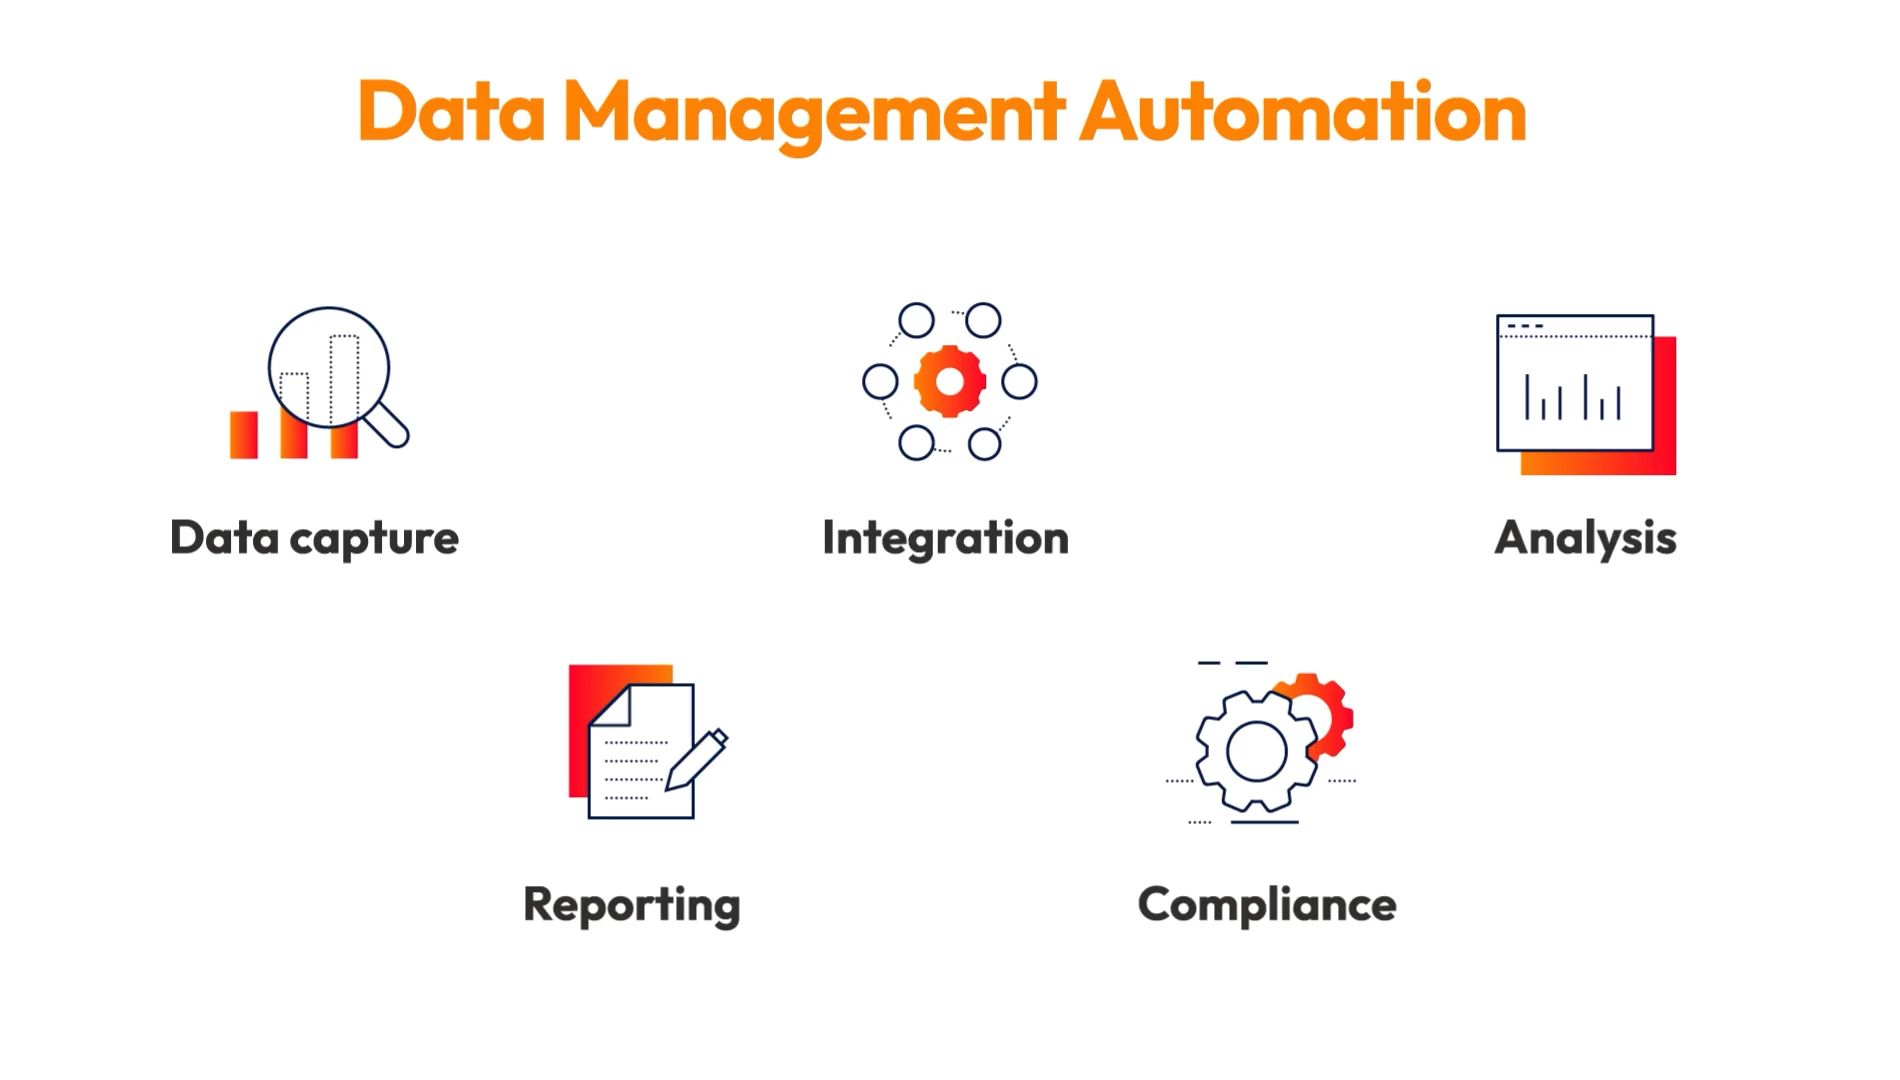 Data Management Automation
Data capture
Integration
Analysis
Reporting
Compliance